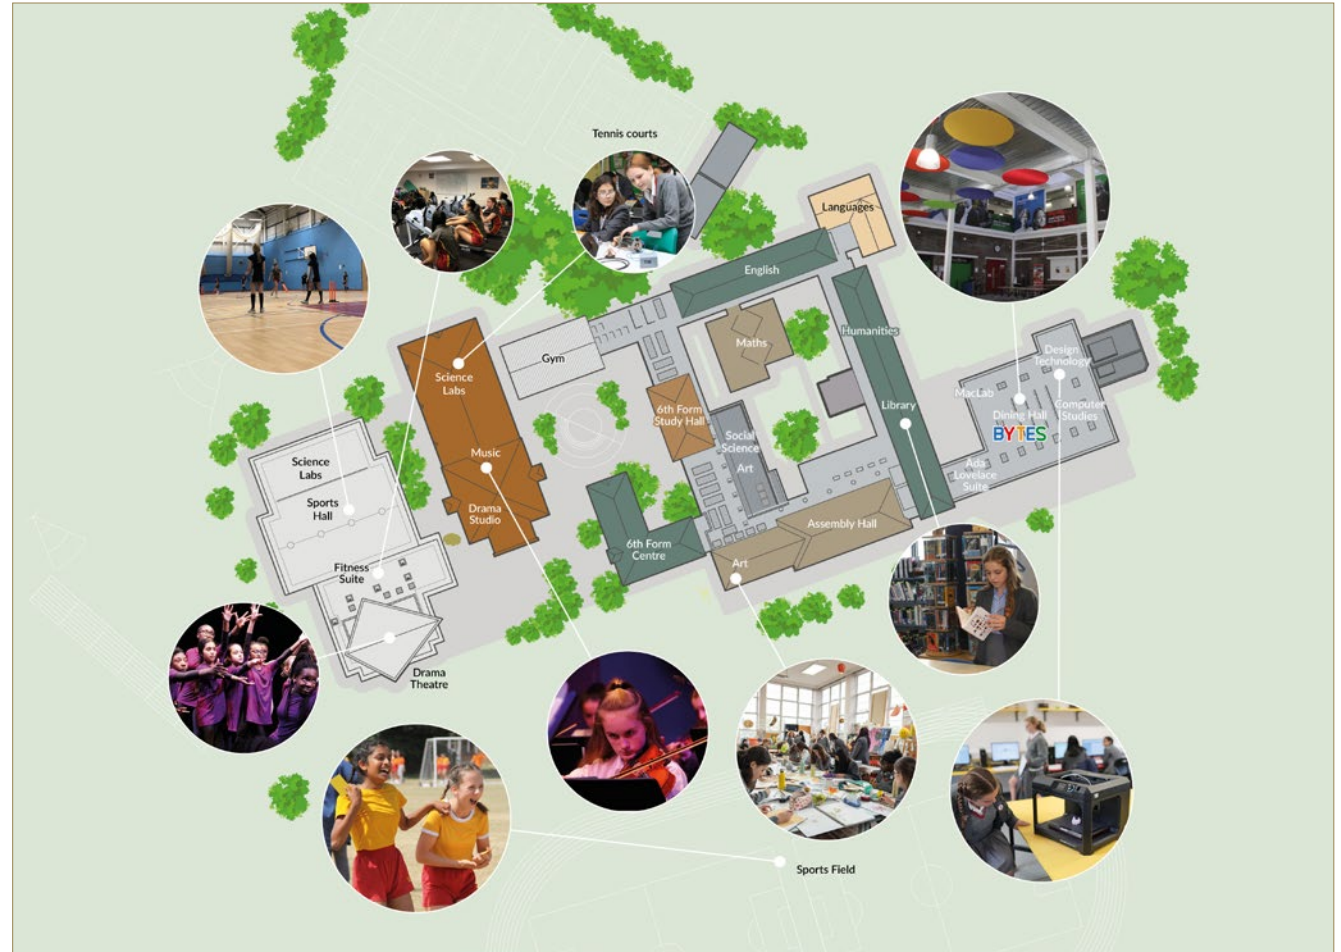 Tennis courts
Languages
English
Humanities
Maths
Gym
Science
Labs
6th Form
Study Hall
Social
Science
Art
Library
Design
Technology
MacLab
Computer
Studies
Dining Hall
BYTES
Ada
Lovelace
Suite
Music
Drama
Studio
Science
Labs
Sports
Hall
Fitness
Suite
Drama
Theatre
6th Form
Centre
Assembly Hall
Art
Sports Field